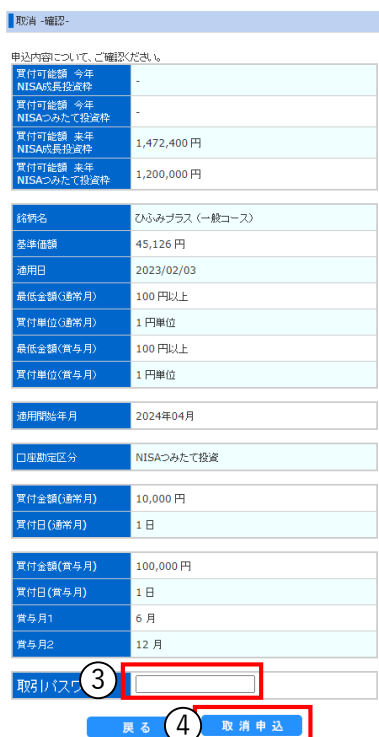 取消 -確認-
申込内容について、ご確認ください。
買付可能額 今年
NISA成長投資枠
-
買付可能額 今年
NISAつみたて投資枠
-
買付可能額 来年
NISA成長投資枠
1,472,400 円
買付可能額 来年
NISAつみたて投資枠
1,200,000 円
銘柄名
ひふみプラス (一般コース)
基準価額
45,126 円
適用日
2023/02/03
最低金額(通常月)
100 円以上
買付単位(通常月)
1 円単位
最低金額(賞与月)
100 円以上
買付単位(賞与月)
1 円単位
適用開始年月
2024年04月
口座勘定区分
NISAつみたて投資
買付金額(通常月)
10,000 円
買付日(通常月)
1 日
買付金額(賞与月)
100,000 円
買付日(賞与月)
1 日
賞与月1
6 月
賞与月2
12 月
取引パスワ
3
戻る
4
取消申込